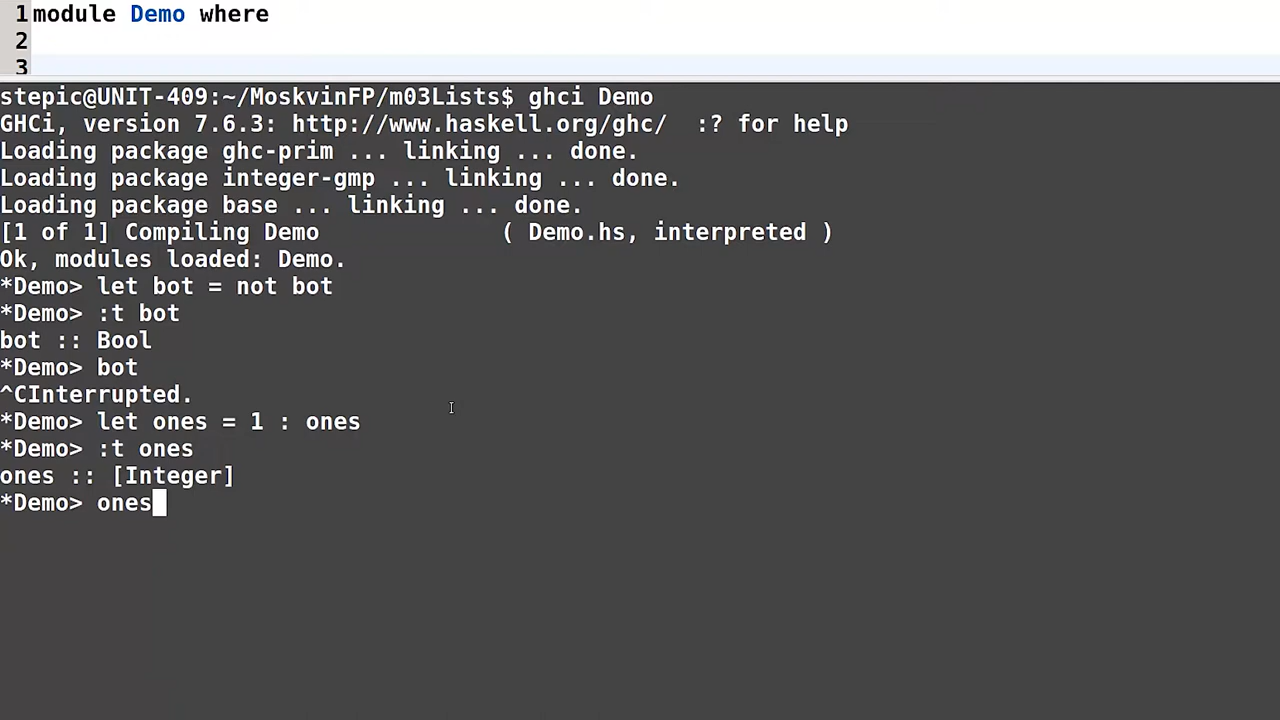 1 module Demo where
2
3
stepic@UNIT-409:~/MoskvinFP/m03Lists$ ghci Demo
GHCi, version 7.6.3: http://www.haskell.org/ghc/  :? for help
Loading package ghc-prim ... linking ... done.
Loading package integer-gmp ... linking ... done.
Loading package base ... linking ... done.
[1 of 1] Compiling Demo             ( Demo.hs, interpreted )
Ok, modules loaded: Demo.
*Demo> let bot = not bot
*Demo> :t bot
bot :: Bool
*Demo> bot
^CInterrupted.
*Demo> let ones = 1 : ones
*Demo> :t ones
ones :: [Integer]
*Demo> ones